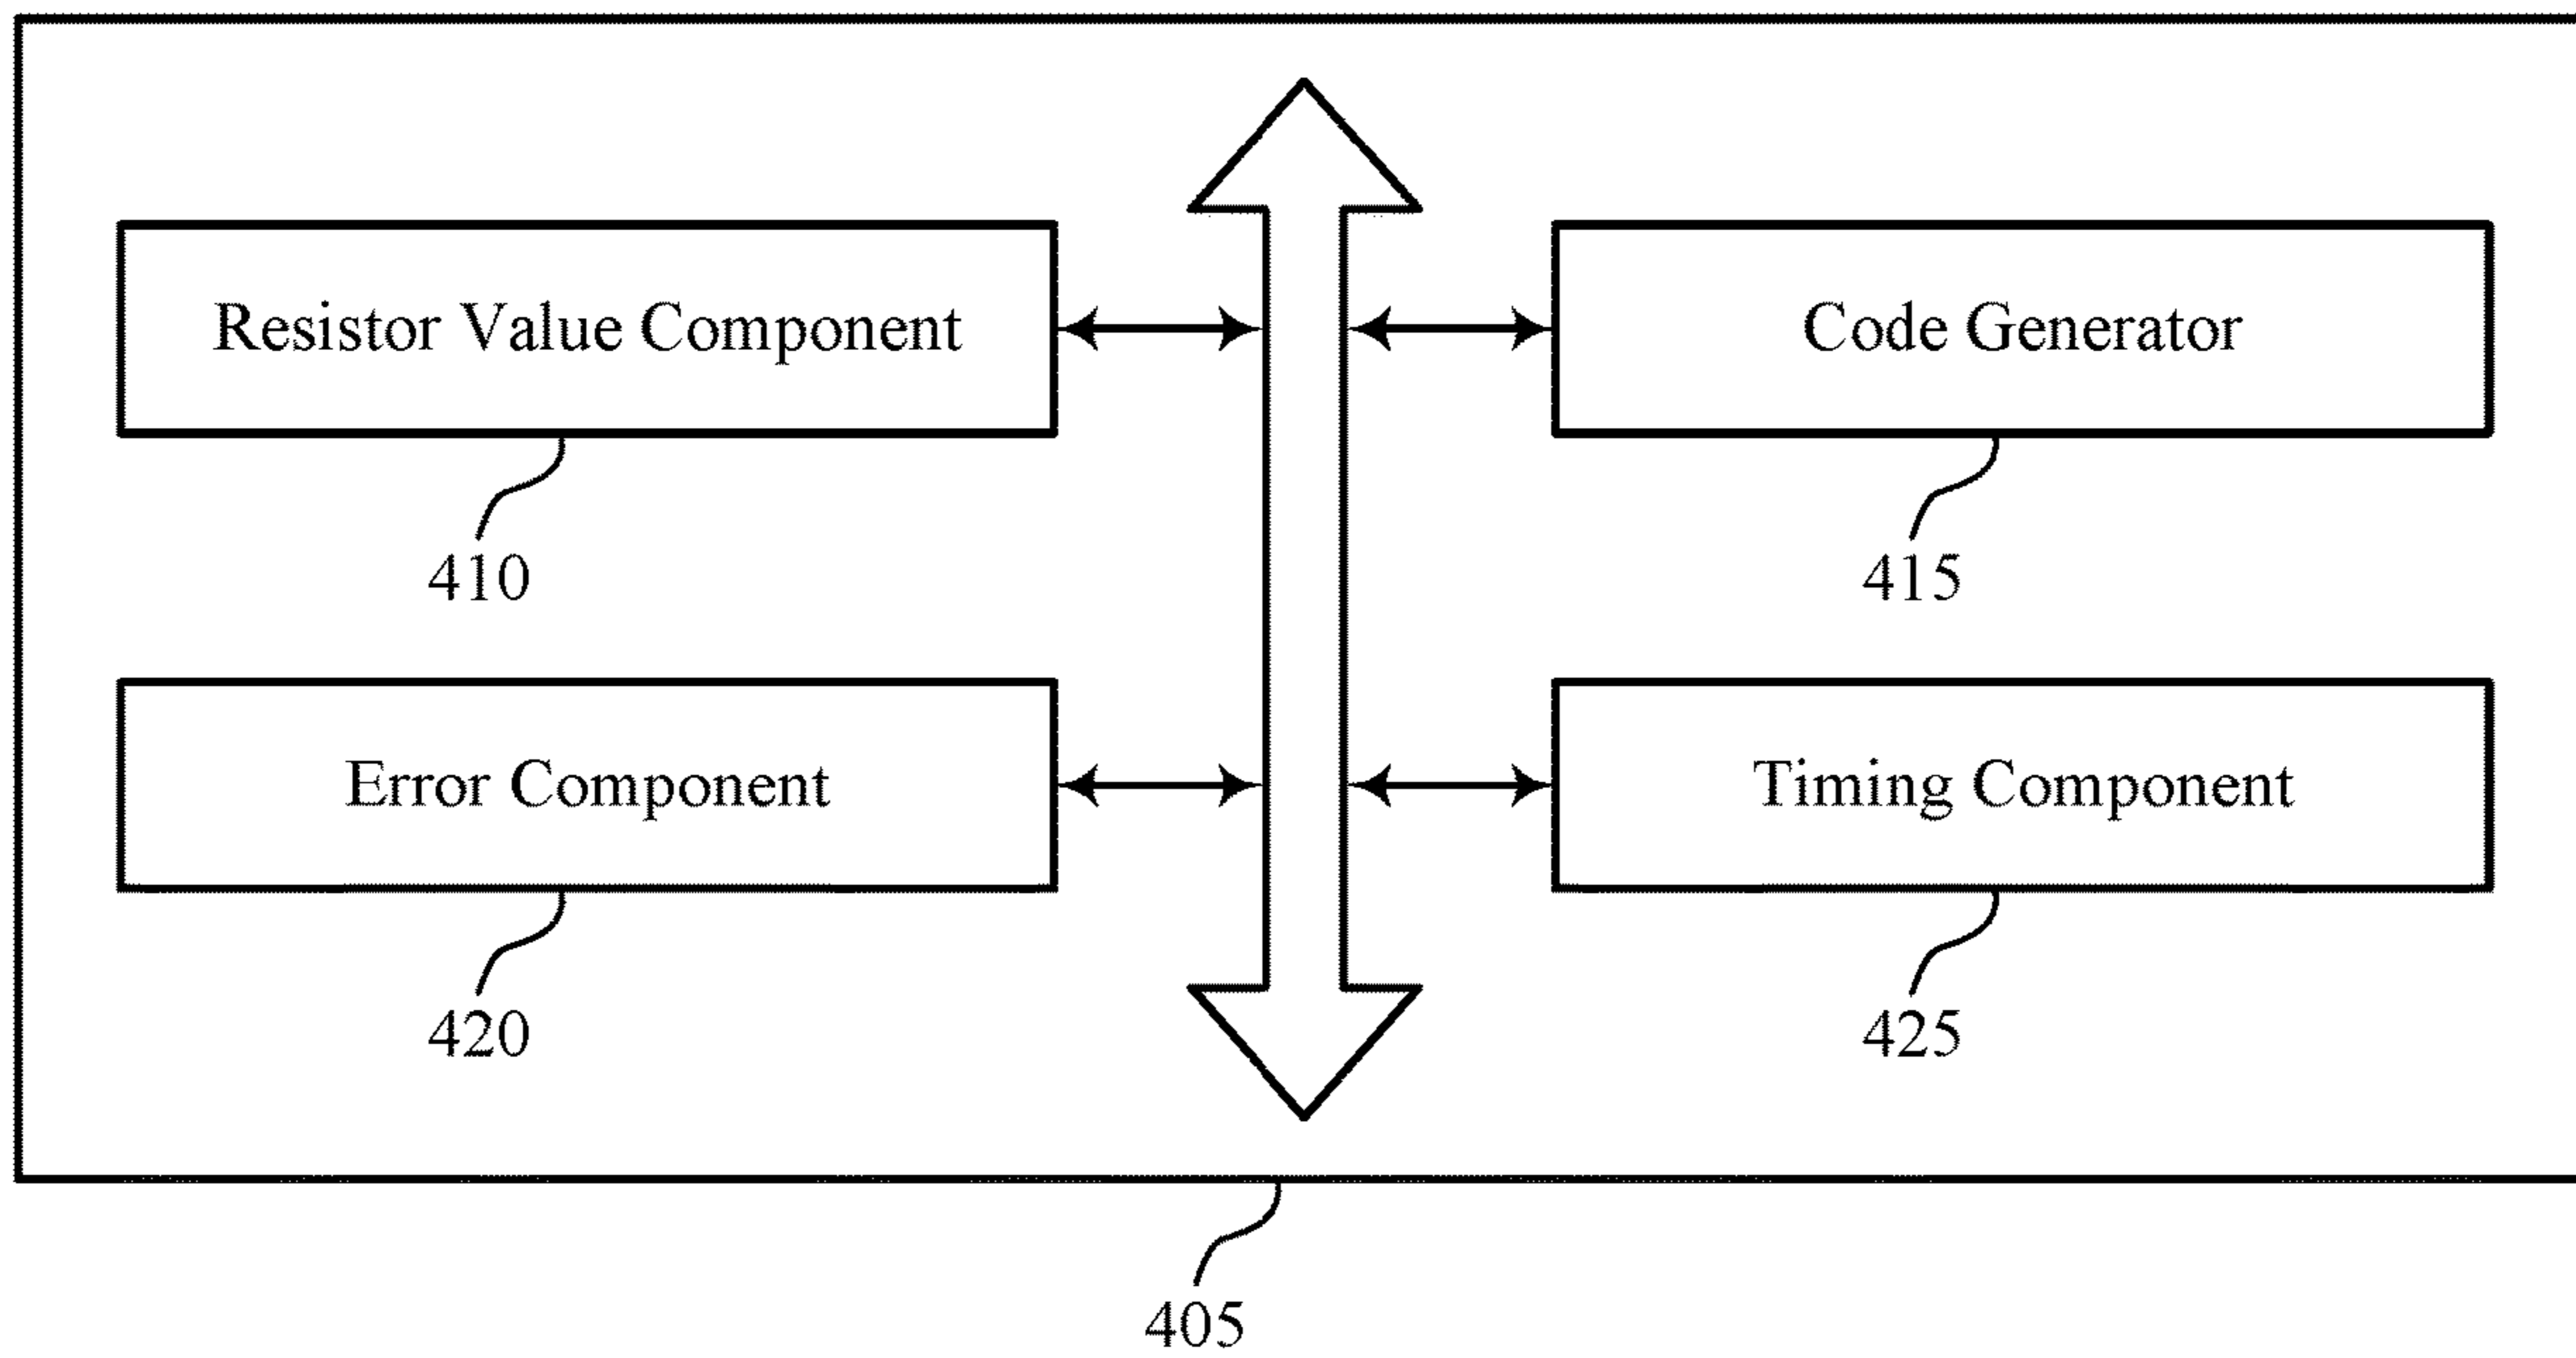 Resistor Value Component
Code Generator
410
415
Error Component
Timing Component
420
425
405